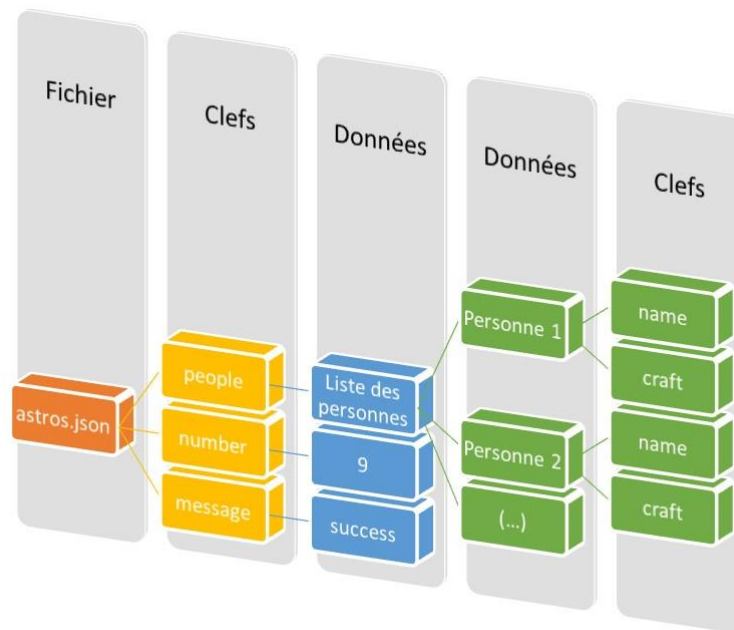 Fichier
Clefs
Données
Données
Clefs
astros.json
people
number
message
Liste des
personnes
9
success
Personne 1
Personne 2
(...)
name
craft
name
craft